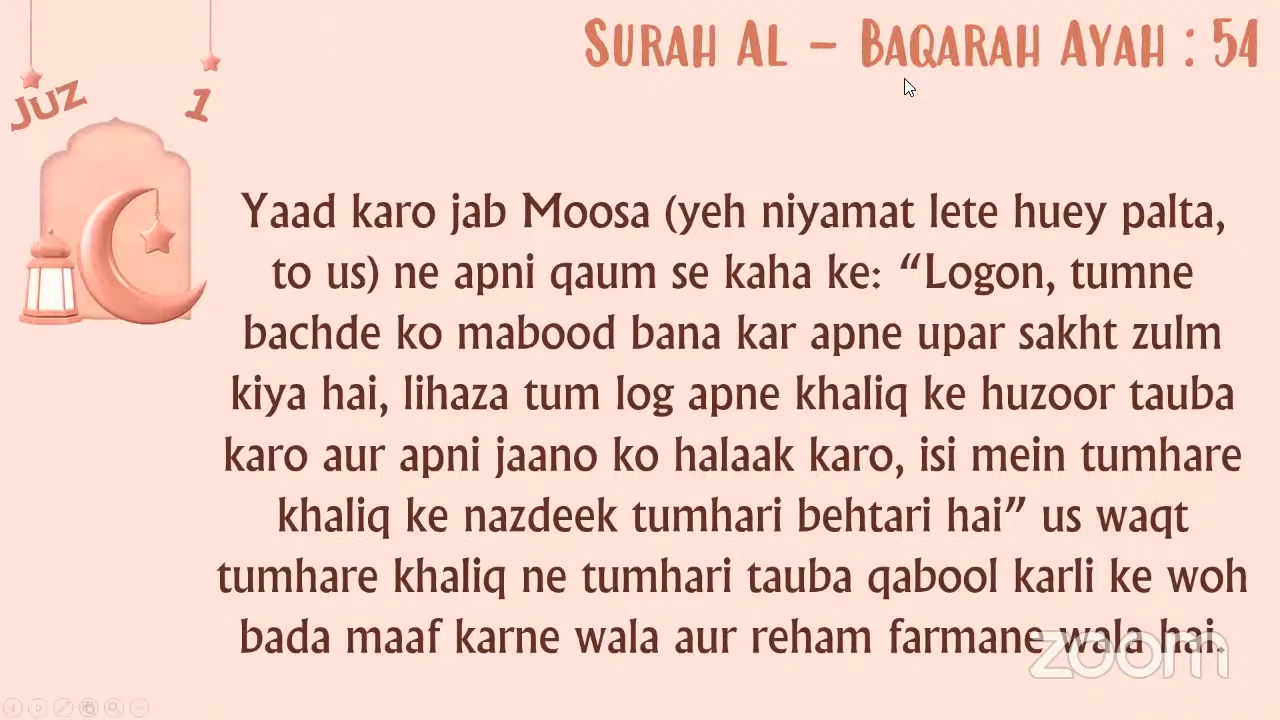 SURAH AL - BAQARAH AYAH : 54
JUZ 1
Yaad karo jab Moosa (yeh niyamat lete huey palta,
to us) ne apni qaum se kaha ke: “Logon, tumne
bachde ko mabood bana kar apne upar sakht zulm
kiya hai, lihaza tum log apne khaliq ke huzoor tauba
karo aur apni jaano ko halaak karo, isi mein tumhare
khaliq ke nazdeek tumhari behtari hai” us waqt
tumhare khaliq ne tumhari tauba qabool karli ke woh
bada maaf karne wala aur reham farmane wala hai.
zoom